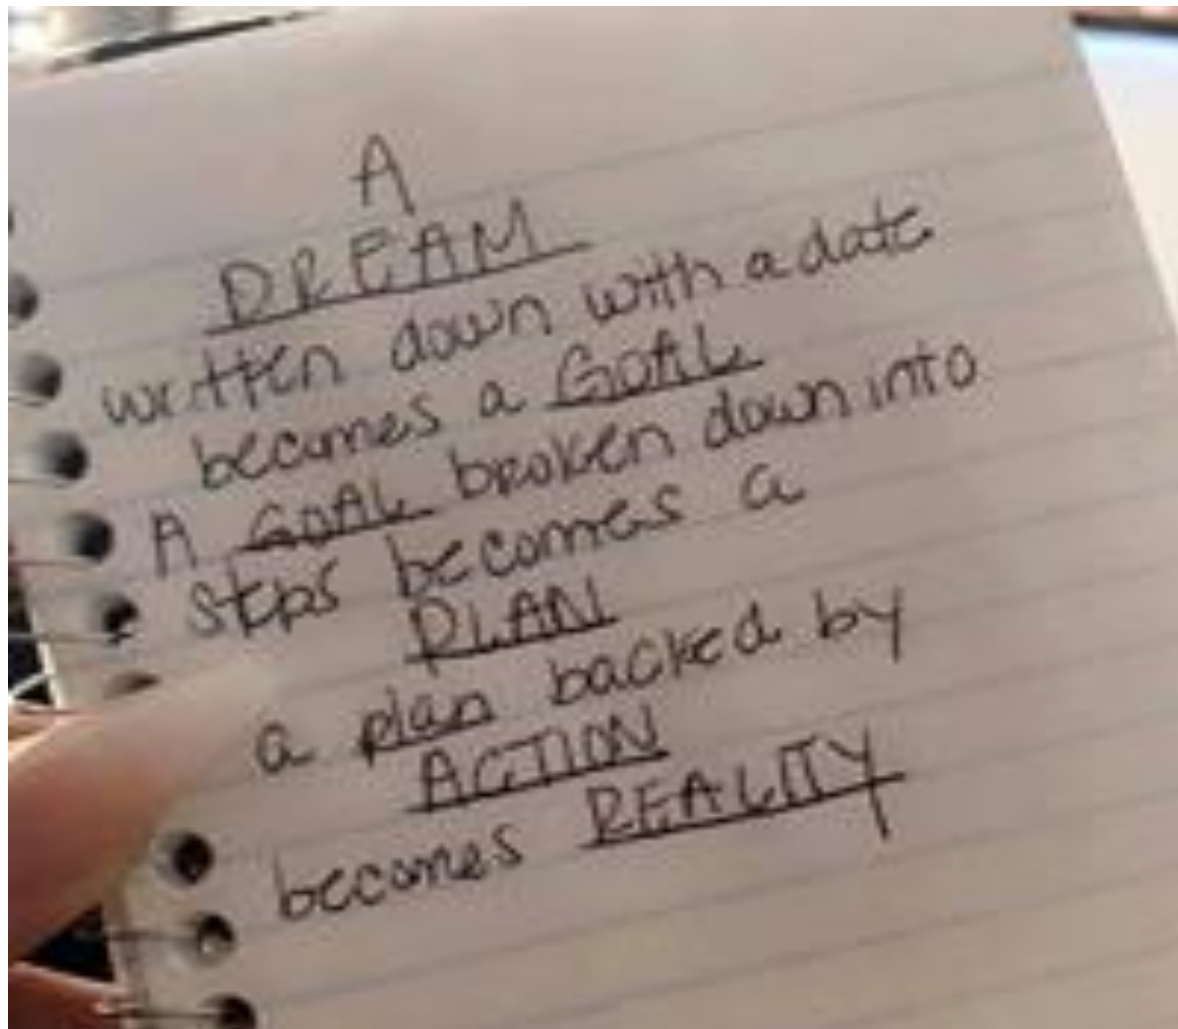 A
DREAM
written down with a date
becomes a GOAL
A GOAL broken down into
steps becomes a
PLAN
a plan backed by
ACTION
becomes REALITY